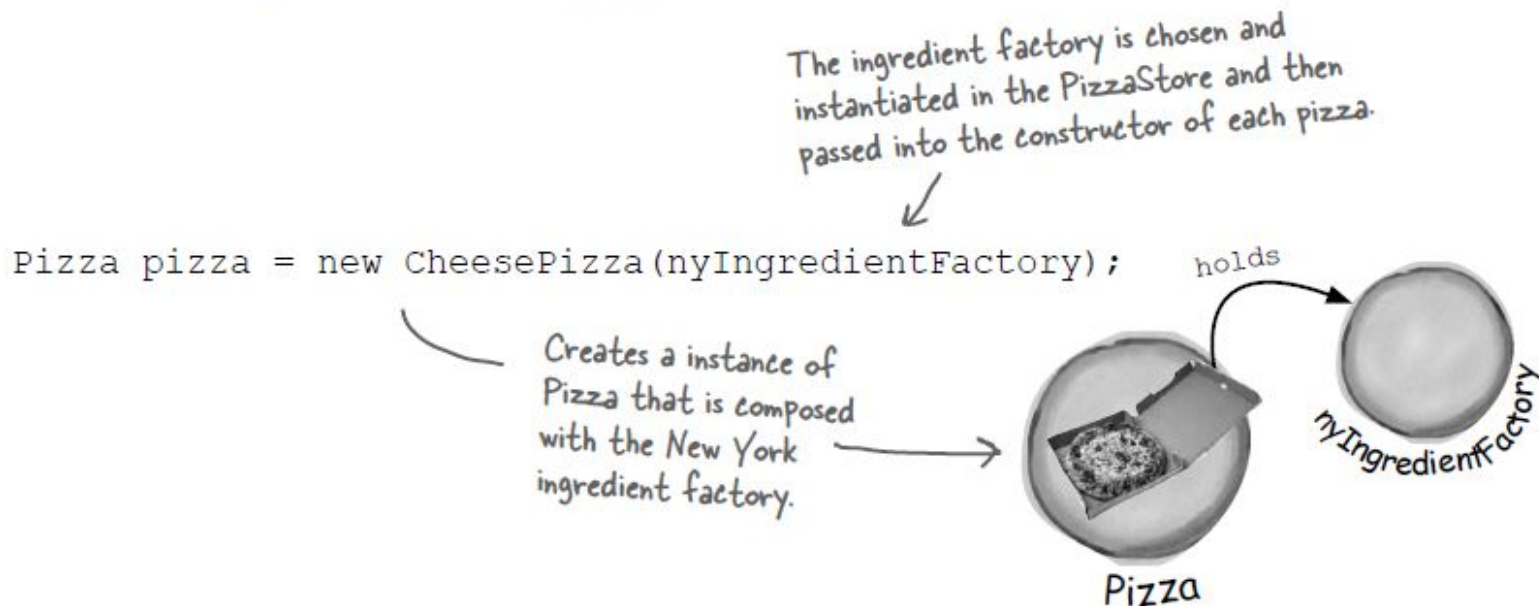 The ingredient factory is chosen and
instantiated in the PizzaStore and then
passed into the constructor of each pizza.
Pizza pizza = new CheesePizza(nyIngredientFactory);
holds
Creates a instance of
Pizza that is composed
with the New York
ingredient factory.
nyIngredientFactory
Pizza